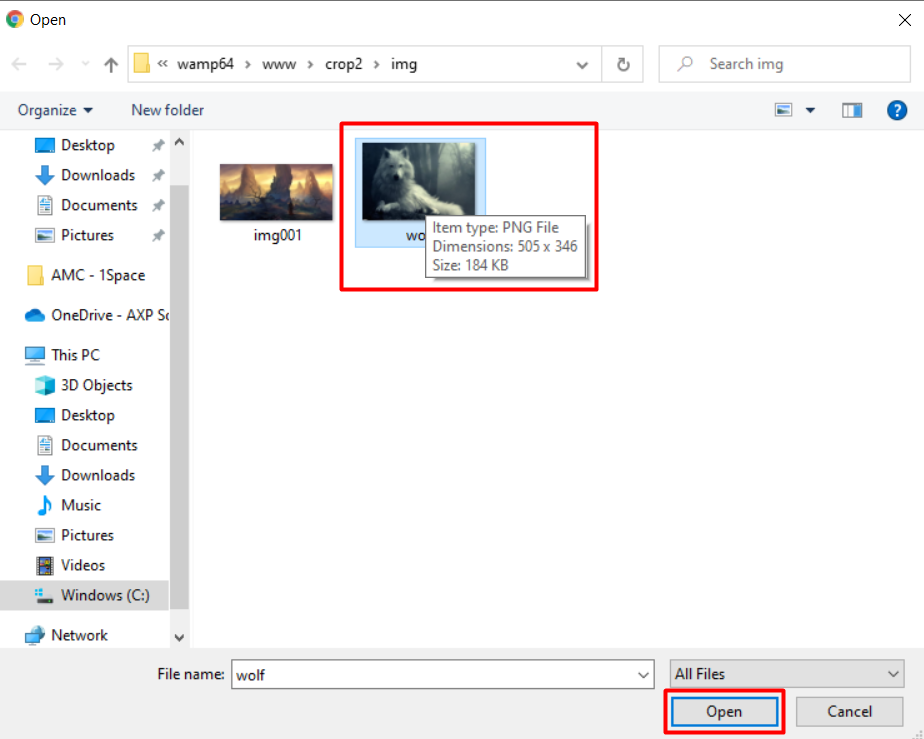 Open
« wamp64 > www > crop2 > img
Search img
Organize
New folder
?
Desktop
Downloads
Documents
Pictures
AMC - 1Space
OneDrive - AXP
This PC
3D Objects
Desktop
Documents
Downloads
Music
Pictures
Videos
Windows (C:)
Network
img001
Item type: PNG File
Dimensions: 505 x 346
Size: 184 KB
File name:
wolf
All Files
Open
Cancel